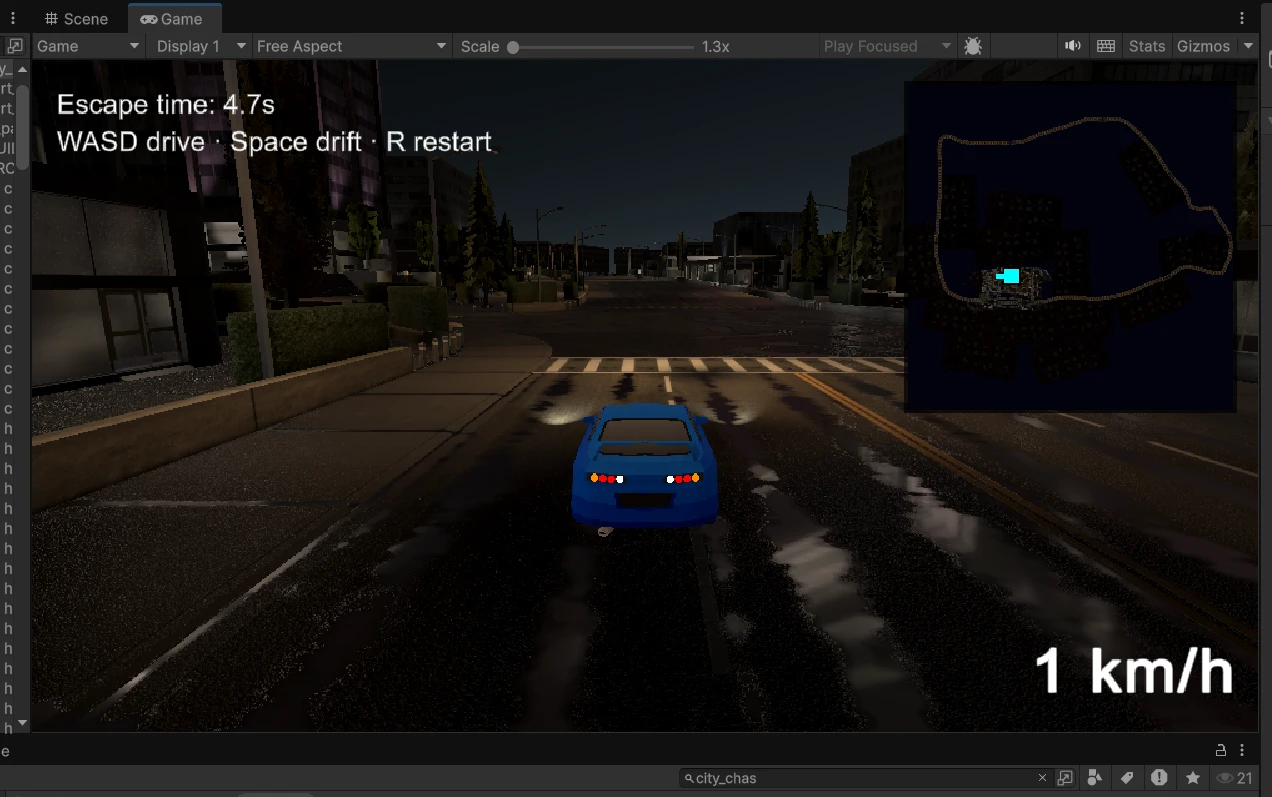 Scene
Game
Game
Display 1
Free Aspect
Scale
1.3x
Play Focused
Stats
Gizmos
Escape time: 4.7s
WASD drive · Space drift · R restart
1 km/h
city_chas
21